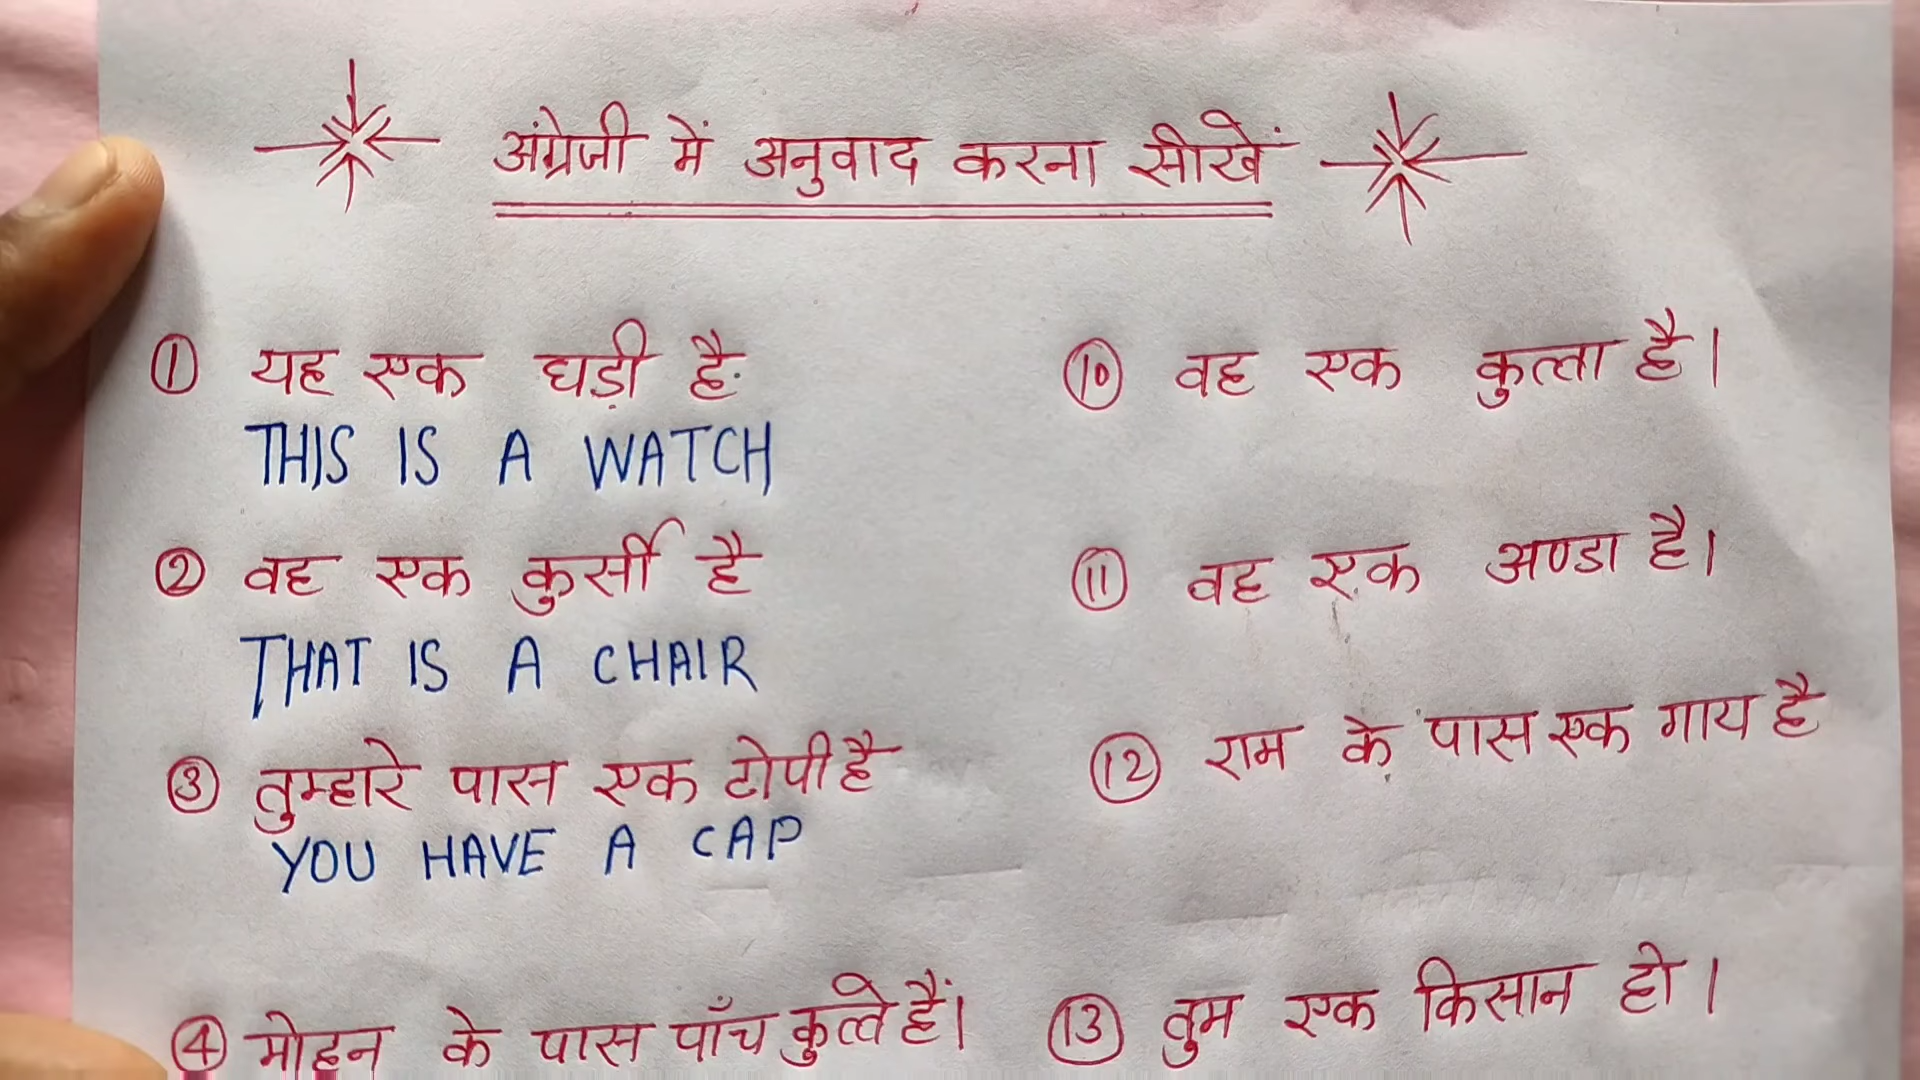 अंग्रेजी में अनुवाद करना सीखें
① यह एक घड़ी है.
THIS IS A WATCH
② वह एक कुर्सी है
THAT IS A CHAIR
③ तुम्हारे पास एक टोपी है
YOU HAVE A CAP
④ मोहन के पास पाँच कुत्ते हैं।
⑩ वह एक कुत्ता है।
⑪ वह एक अण्डा है।
⑫ राम के पास एक गाय है
⑬ तुम एक किसान हो।